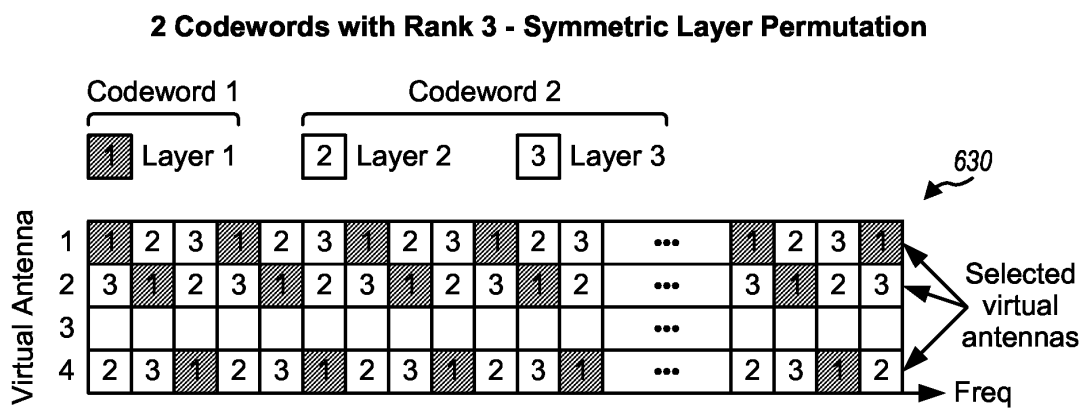 2 Codewords with Rank 3 - Symmetric Layer Permutation
Codeword 1 Codeword 2
1 Layer 1 2 Layer 2 3 Layer 3
630
Virtual Antenna
1 1 2 3 1 2 3 1 2 3 1 2 3 ••• 1 2 3 1
2 3 1 2 3 1 2 3 1 2 3 1 2 ••• 3 1 2 3
3 •••
4 2 3 1 2 3 1 2 3 1 2 3 1 ••• 2 3 1 2
Selected
virtual
antennas
Freq